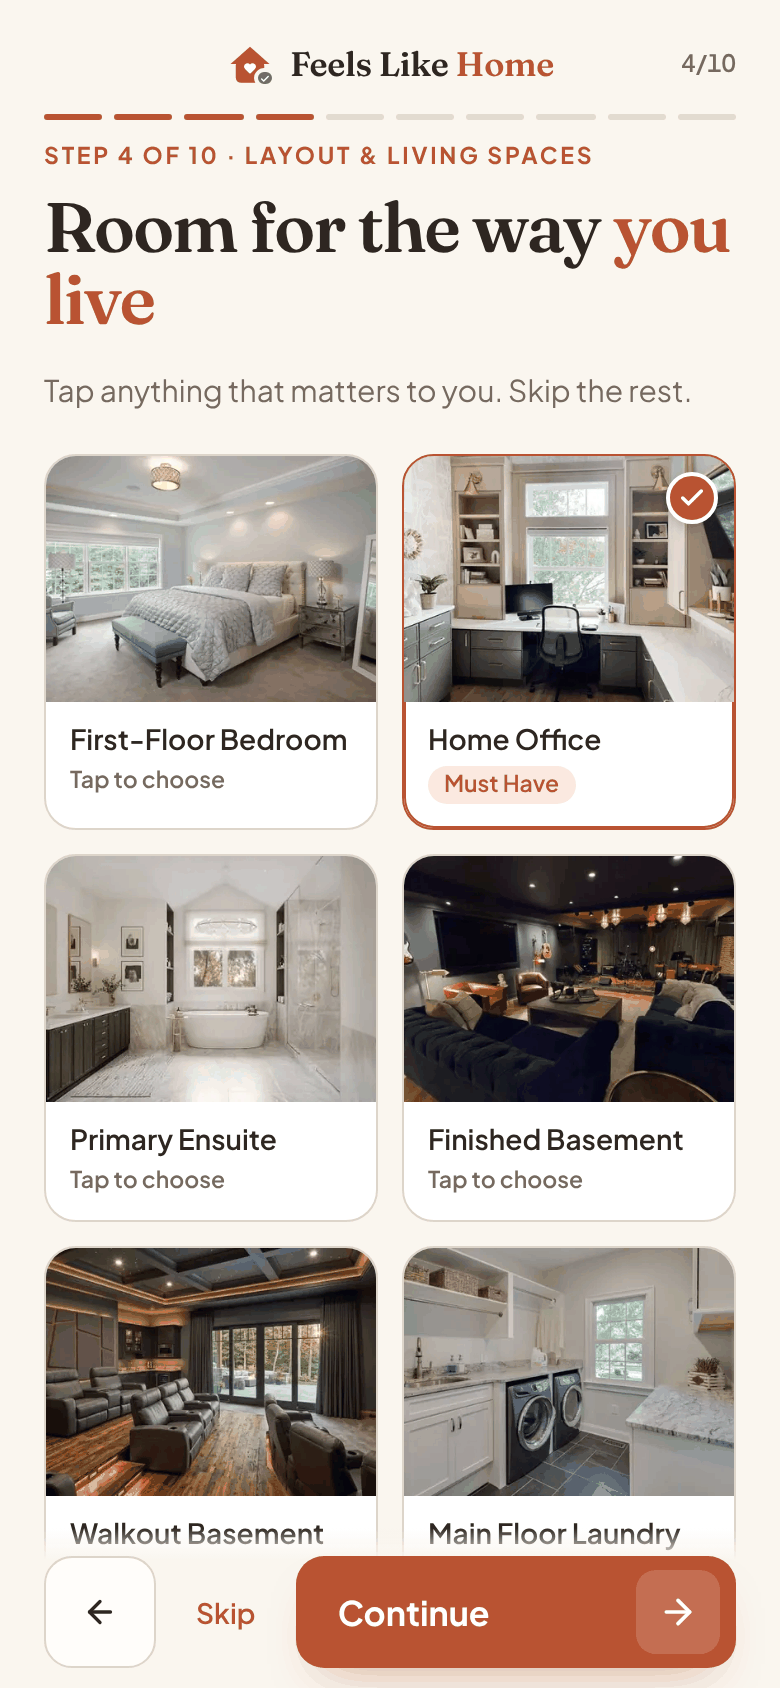 Feels Like Home
4/10
STEP 4 OF 10 · LAYOUT & LIVING SPACES
Room for the way you
live
Tap anything that matters to you. Skip the rest.
First-Floor Bedroom
Tap to choose
Home Office
Must Have
Primary Ensuite
Tap to choose
Finished Basement
Tap to choose
Walkout Basement
Main Floor Laundry
Skip
Continue